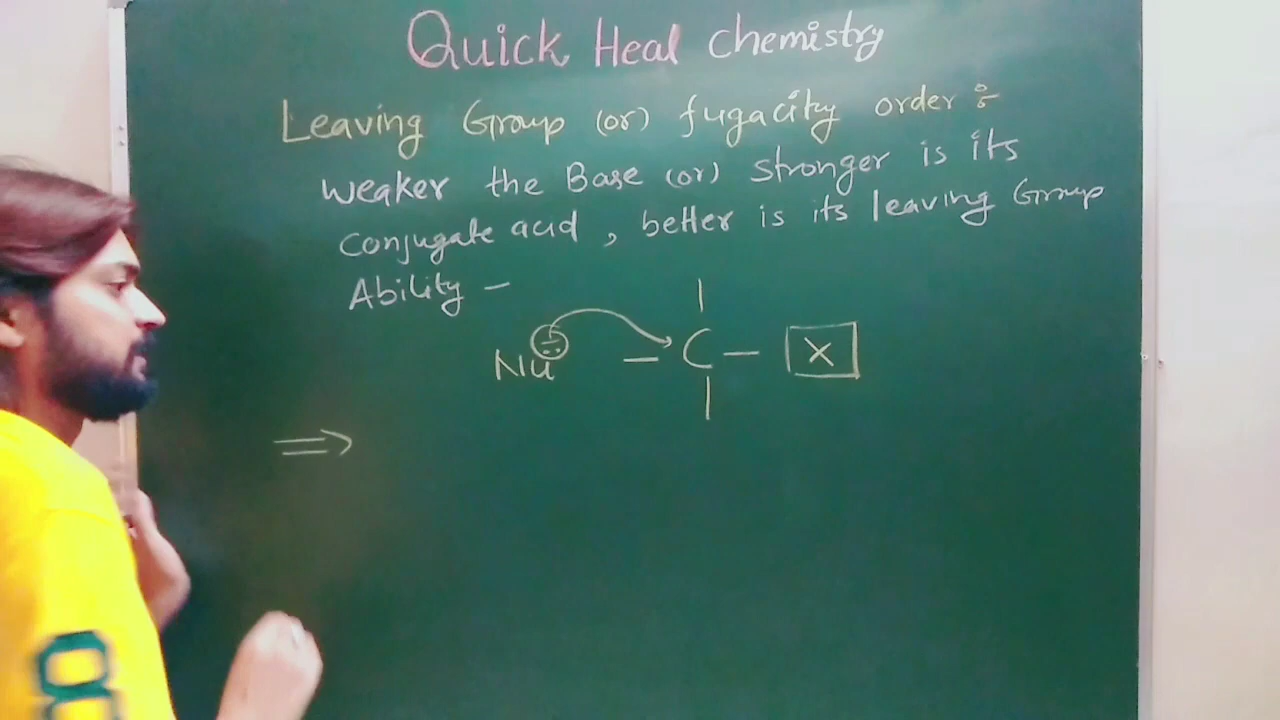 Quick Heal chemistry
Leaving Group (or) fugacity order :-
weaker the Base (or) stronger is its
conjugate acid, better is its leaving Group
Ability -
Nu C X
⇒
8